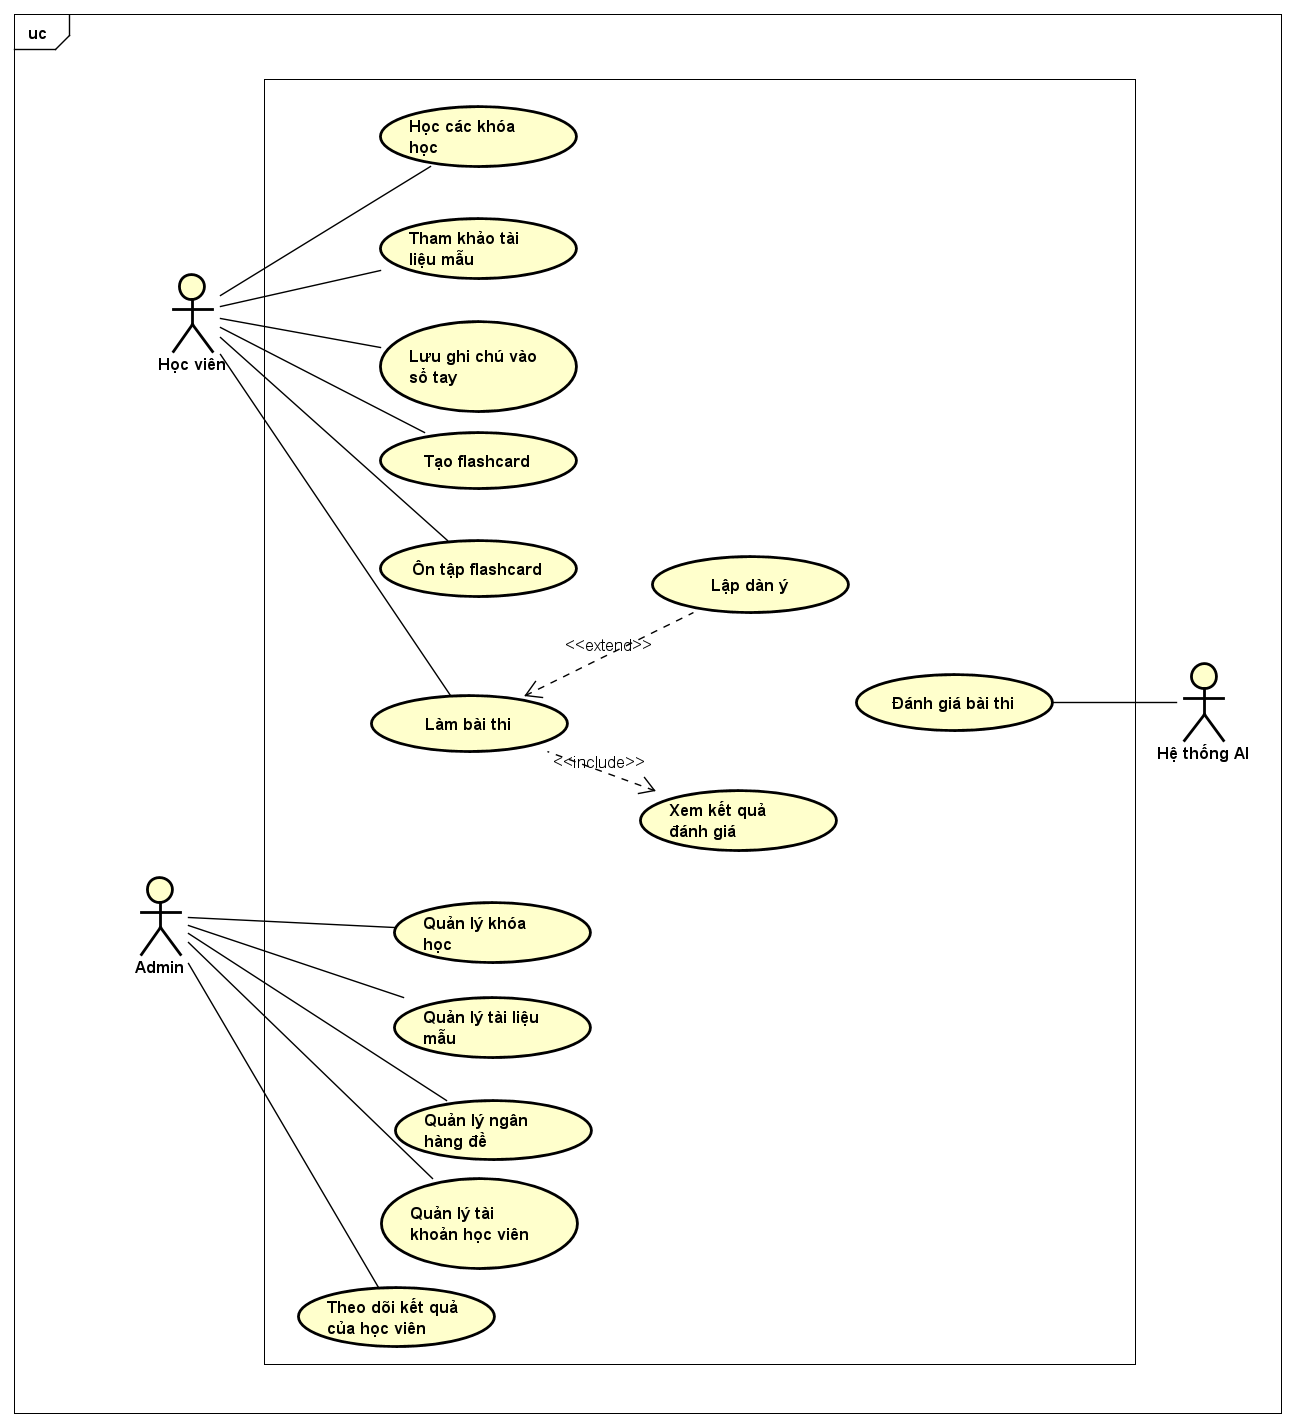 uc
Học các khóa
học
Tham khảo tài
liệu mẫu
Học viên
Lưu ghi chú vào
sổ tay
Tạo flashcard
Ôn tập flashcard
Lập dàn ý
<<extend>>
Làm bài thi
Đánh giá bài thi
Hệ thống AI
<<include>>
Xem kết quả
đánh giá
Admin
Quản lý khóa
học
Quản lý tài liệu
mẫu
Quản lý ngân
hàng đề
Quản lý tài
khoản học viên
Theo dõi kết quả
của học viên